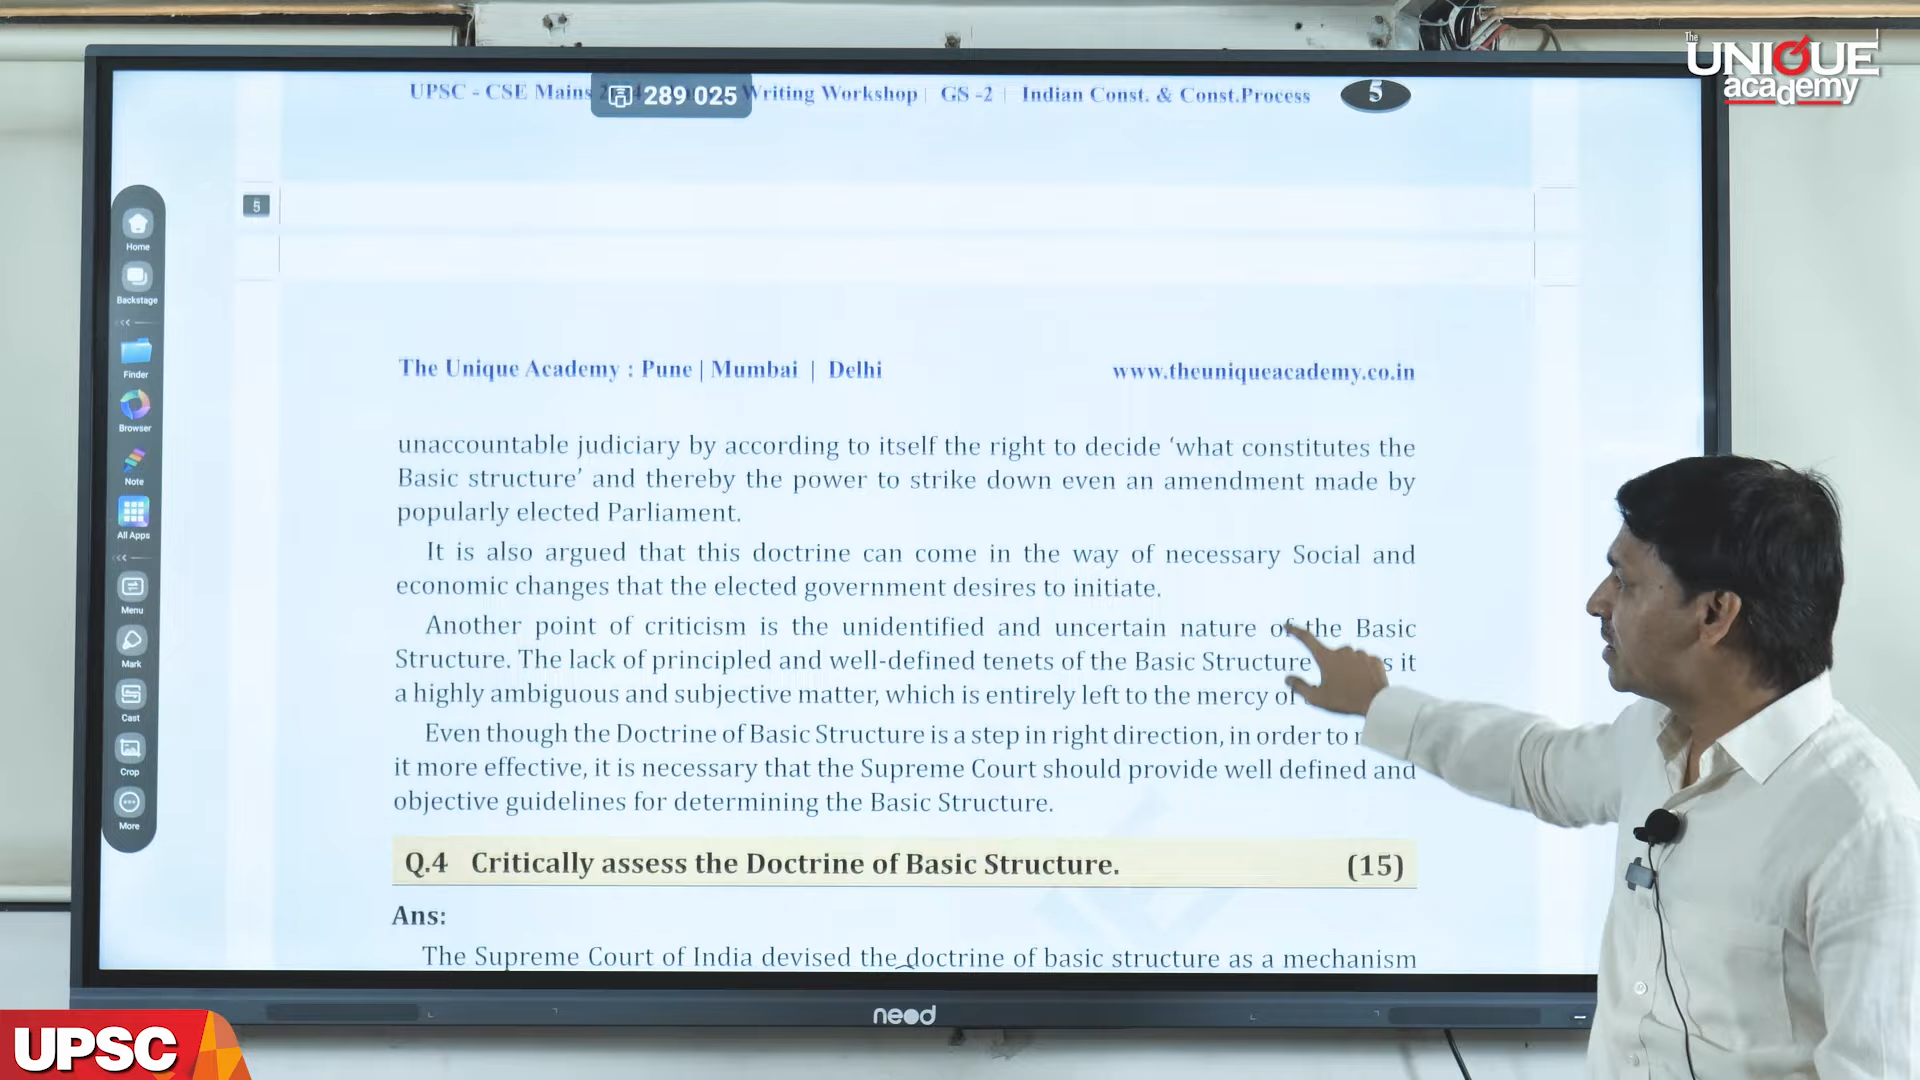 The
UNIQUE
academy
UPSC - CSE Mains Writing Workshop | GS -2 | Indian Const. & Const.Process 5
289 025
5
Home
Backstage
Finder
Browser
Note
All Apps
Menu
Mark
Cast
Crop
More
The Unique Academy : Pune | Mumbai | Delhi www.theuniqueacademy.co.in
unaccountable judiciary by according to itself the right to decide ‘what constitutes the
Basic structure’ and thereby the power to strike down even an amendment made by
popularly elected Parliament.
It is also argued that this doctrine can come in the way of necessary Social and
economic changes that the elected government desires to initiate.
Another point of criticism is the unidentified and uncertain nature of the Basic
Structure. The lack of principled and well-defined tenets of the Basic Structure it
a highly ambiguous and subjective matter, which is entirely left to the mercy of
Even though the Doctrine of Basic Structure is a step in right direction, in order to
it more effective, it is necessary that the Supreme Court should provide well defined and
objective guidelines for determining the Basic Structure.
Q.4 Critically assess the Doctrine of Basic Structure. (15)
Ans:
The Supreme Court of India devised the doctrine of basic structure as a mechanism
neod
UPSC